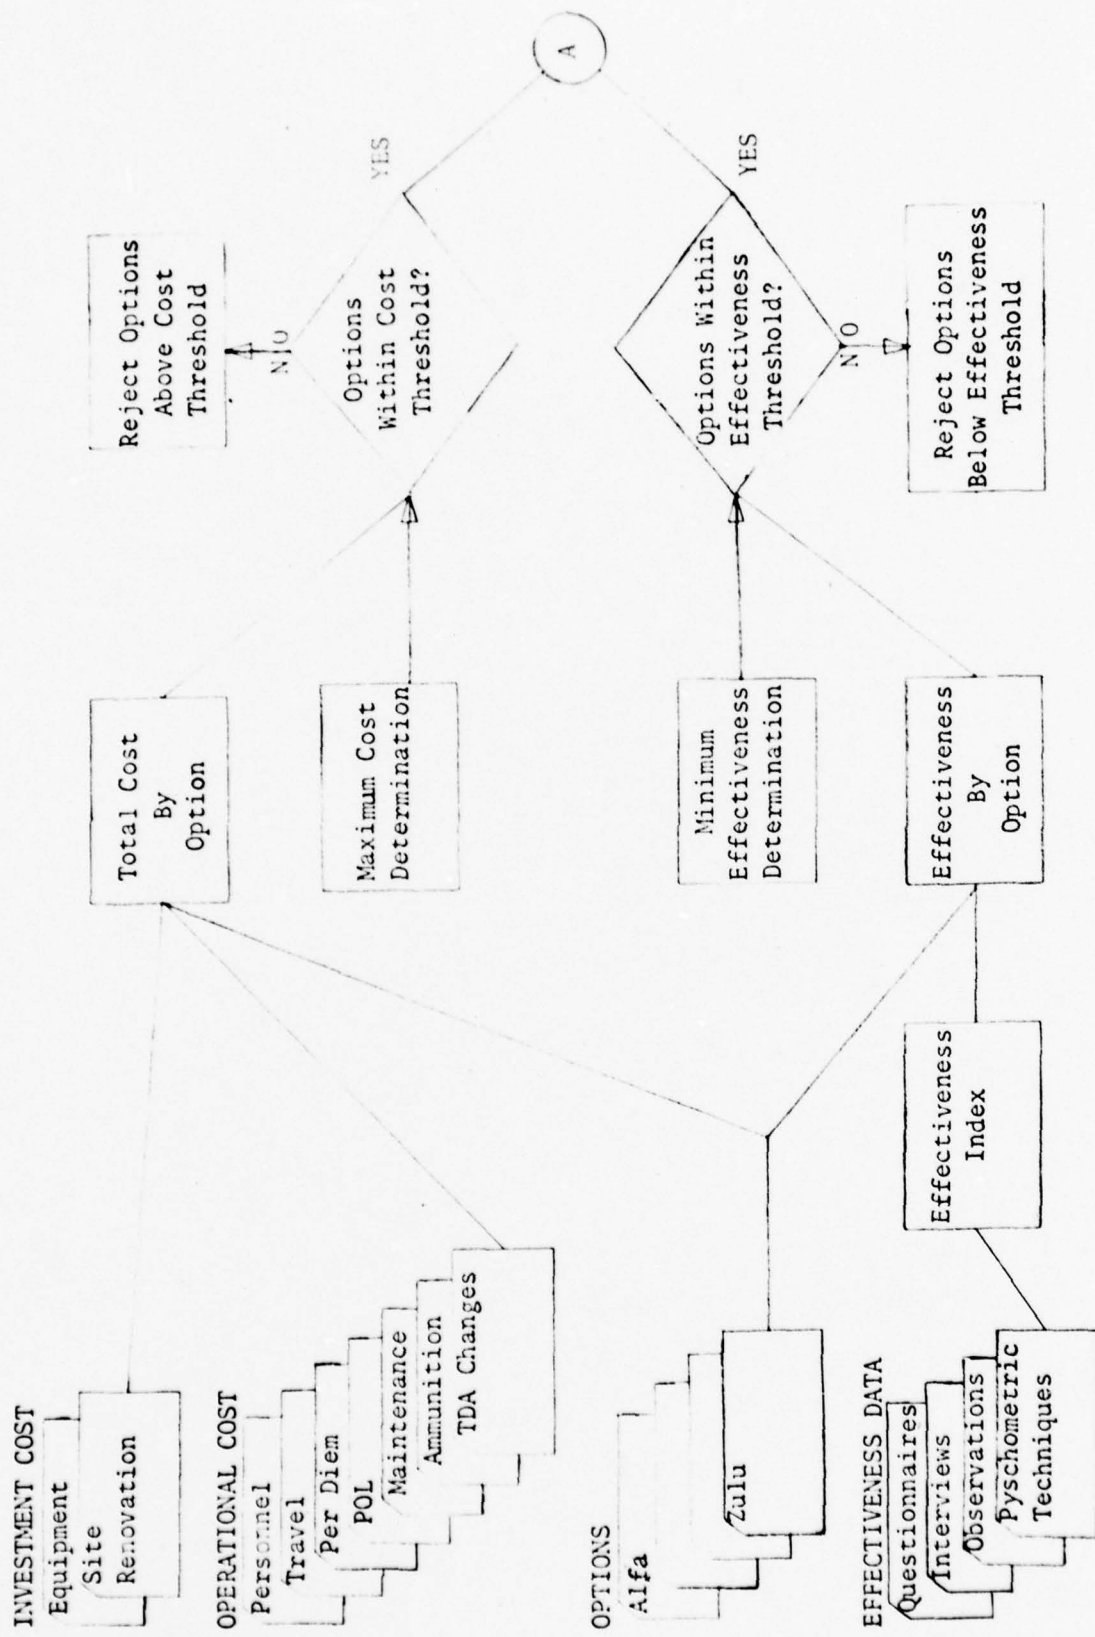 INVESTMENT COST
Equipment
Site
Renovation
OPERATIONAL COST
Personnel
Travel
Per Diem
POL
Maintenance
Ammunition
TDA Changes
OPTIONS
Alfa
Zulu
EFFECTIVENESS DATA
Questionnaires
Interviews
Observations
Pyschometric
Techniques
Effectiveness
Index
Total Cost
By
Option
Maximum Cost
Determination
Minimum
Effectiveness
Determination
Effectiveness
By
Option
Reject Options
Above Cost
Threshold
NO
Options
Within Cost
Threshold?
YES
Options Within
Effectiveness
Threshold?
YES
NO
Reject Options
Below Effectiveness
Threshold
A